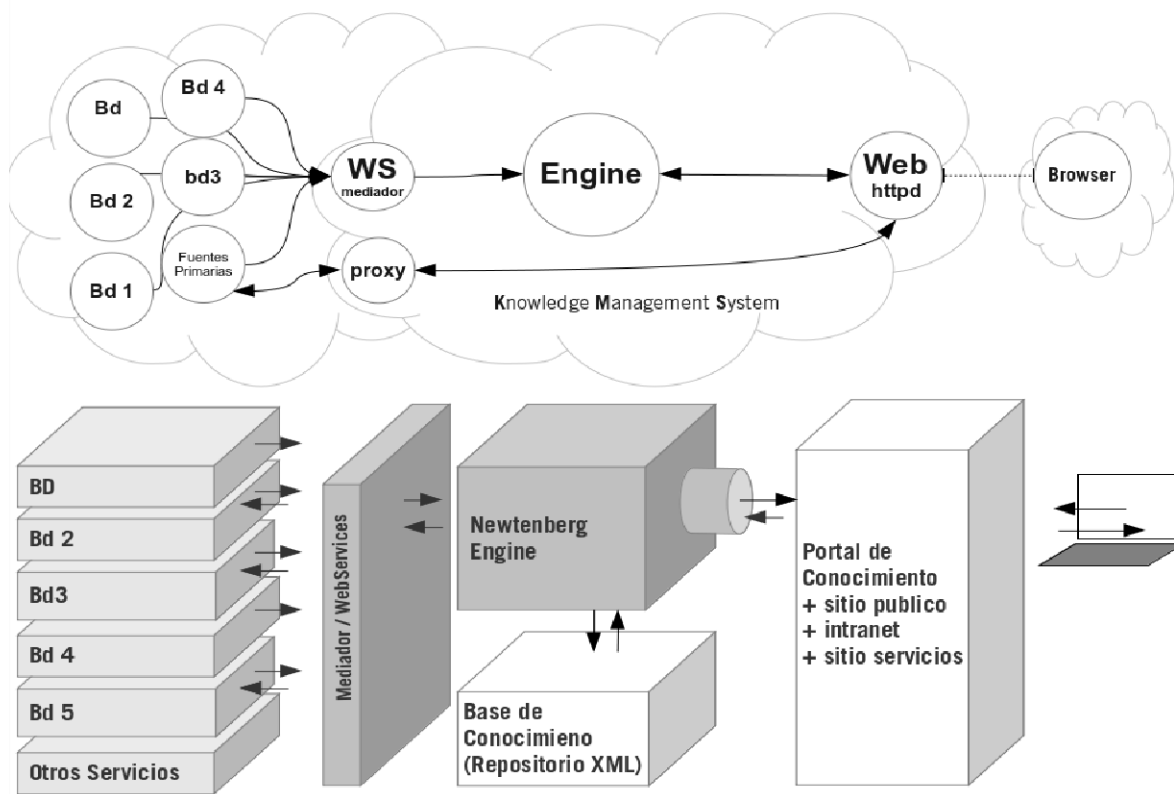 Bd
Bd 4
Bd 2
bd3
Bd 1
Fuentes
Primarias
WS
mediador
proxy
Engine
Web
httpd
Browser
Knowledge Management System
BD
Bd 2
Bd3
Bd 4
Bd 5
Otros Servicios
Mediador / WebServices
Newtenberg
Engine
Base de
Conocimieno
(Repositorio XML)
Portal de
Conocimiento
+ sitio publico
+ intranet
+ sitio servicios